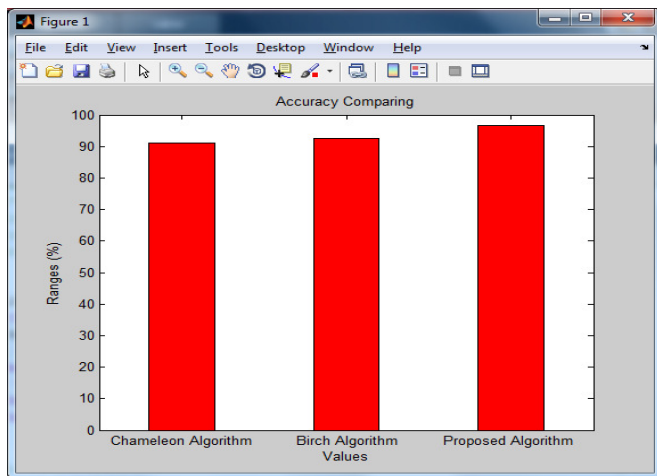 Figure 1
File Edit View Insert Tools Desktop Window Help
Accuracy Comparing
100
90
80
70
60
50
40
30
20
10
0
Ranges (%)
Chameleon Algorithm Birch Algorithm Proposed Algorithm
Values